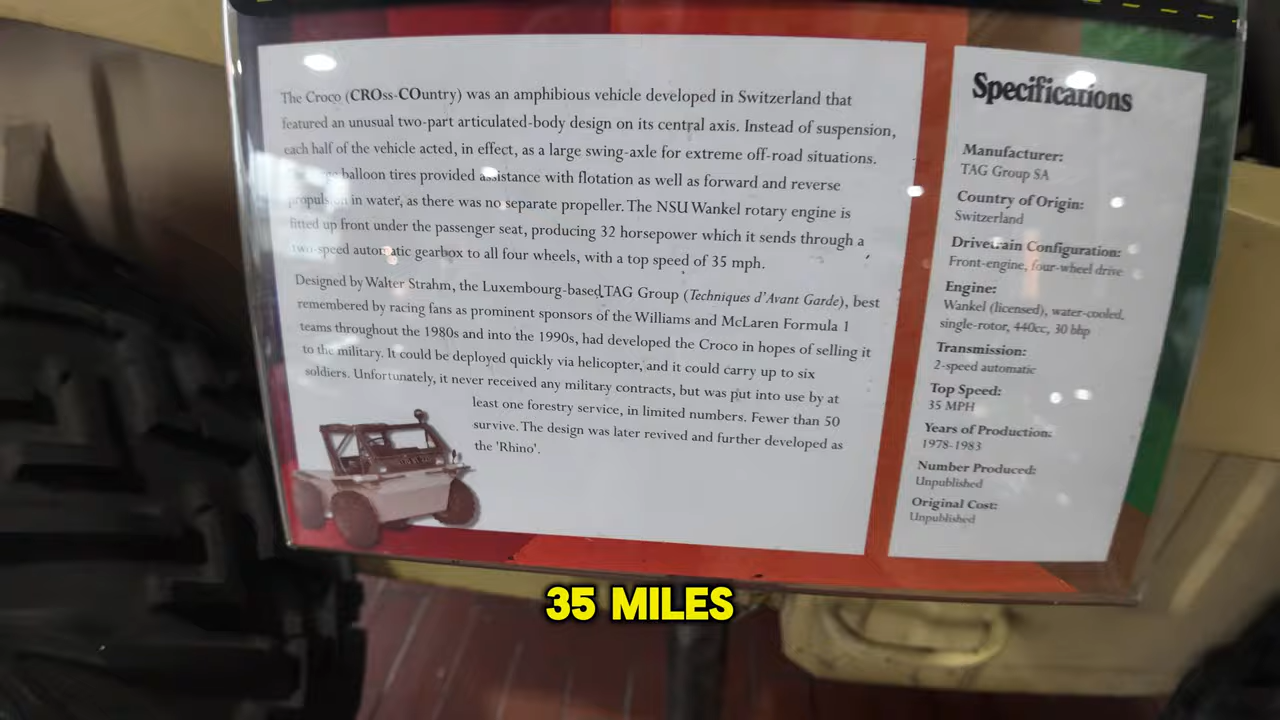 The Croco (CROss-COuntry) was an amphibious vehicle developed in Switzerland that
featured an unusual two-part articulated-body design on its central axis. Instead of suspension,
each half of the vehicle acted, in effect, as a large swing-axle for extreme off-road situations.
balloon tires provided assistance with flotation as well as forward and reverse
propulsion in water, as there was no separate propeller. The NSU Wankel rotary engine is
fitted up front under the passenger seat, producing 32 horsepower which it sends through a
two-speed automatic gearbox to all four wheels, with a top speed of 35 mph.
Designed by Walter Strahm, the Luxembourg-based TAG Group (Techniques d'Avant Garde), best
remembered by racing fans as prominent sponsors of the Williams and McLaren Formula 1
teams throughout the 1980s and into the 1990s, had developed the Croco in hopes of selling it
to the military. It could be deployed quickly via helicopter, and it could carry up to six
soldiers. Unfortunately, it never received any military contracts, but was put into use by at
least one forestry service, in limited numbers. Fewer than 50
survive. The design was later revived and further developed as
the 'Rhino'.
Specifications
Manufacturer:
TAG Group SA
Country of Origin:
Switzerland
Drivetrain Configuration:
Front-engine, four-wheel drive
Engine:
Wankel (licensed), water-cooled,
single-rotor, 440cc, 30 bhp
Transmission:
2-speed automatic
Top Speed:
35 MPH
Years of Production:
1978-1983
Number Produced:
Unpublished
Original Cost:
Unpublished
35 MILES